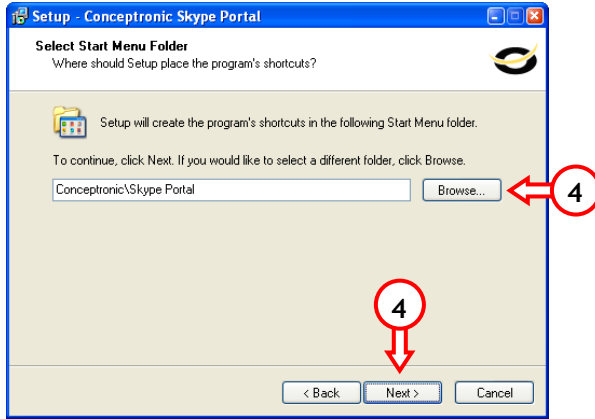 Setup - Conceptronic Skype Portal
Select Start Menu Folder
Where should Setup place the program's shortcuts?
Setup will create the program's shortcuts in the following Start Menu folder.
To continue, click Next. If you would like to select a different folder, click Browse.
Conceptronic\Skype Portal
Browse...
4
4
< Back
Next >
Cancel